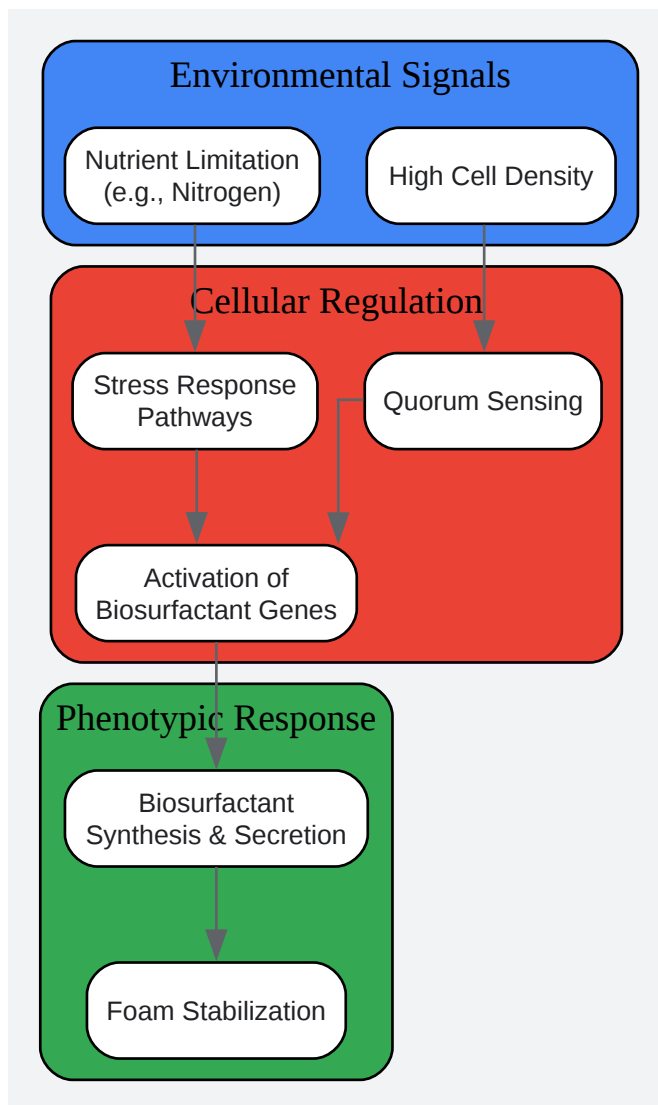 Environmental Signals
Nutrient Limitation
(e.g., Nitrogen)
High Cell Density
Cellular Regulation
Stress Response
Pathways
Quorum Sensing
Activation of
Biosurfactant Genes
Phenotypic Response
Biosurfactant
Synthesis & Secretion
Foam Stabilization